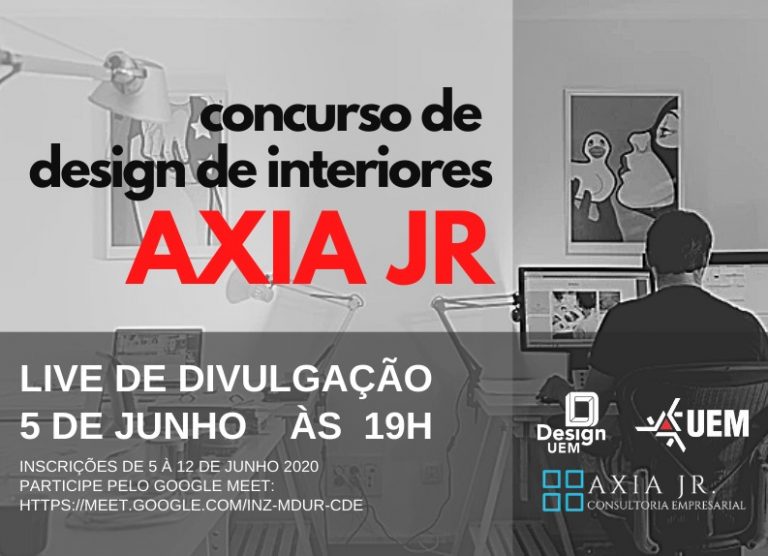 concurso de
design de interiores
AXIA JR
LIVE DE DIVULGAÇÃO
5 DE JUNHO ÀS 19H
INSCRIÇÕES DE 5 À 12 DE JUNHO 2020
PARTICIPE PELO GOOGLE MEET:
HTTPS://MEET.GOOGLE.COM/INZ-MDUR-CDE
Design
UEM
UEM
AXIA JR.
CONSULTORIA EMPRESARIAL